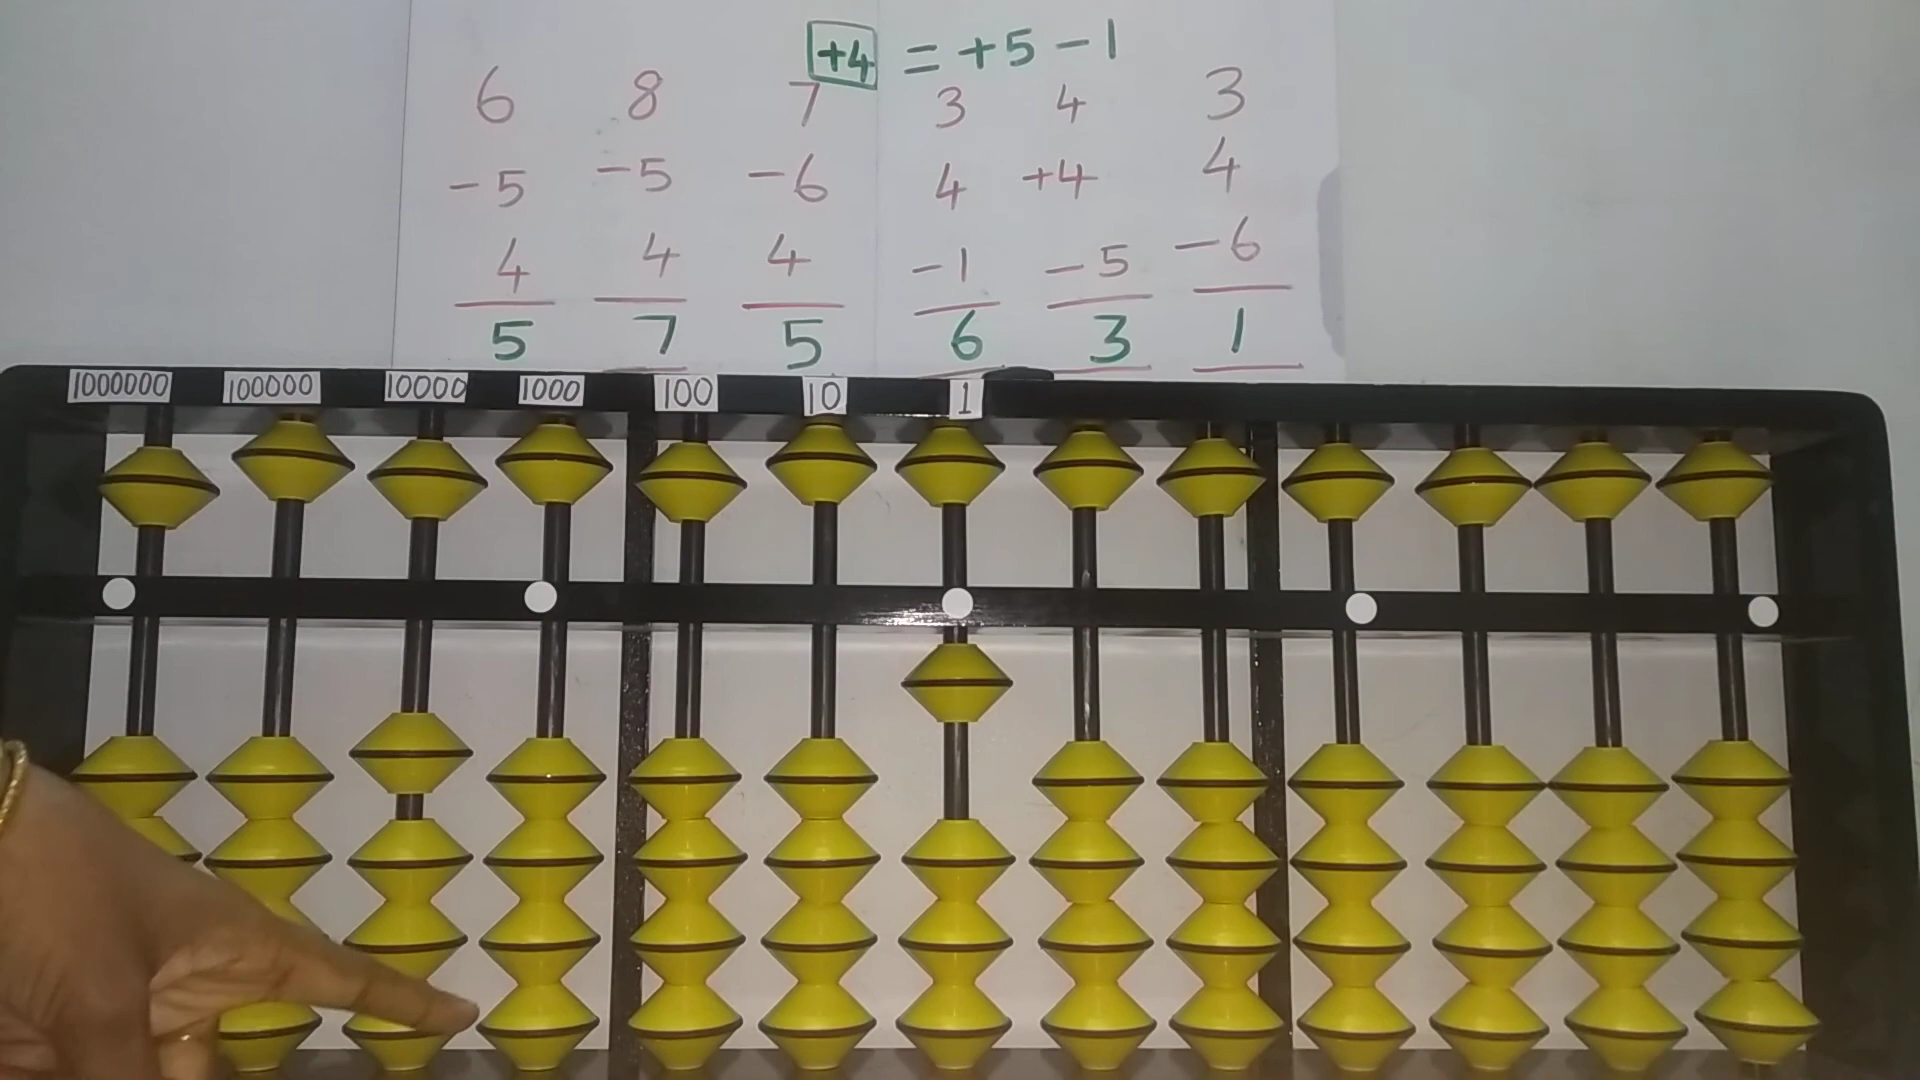 +4 = +5 - 1
6 8 7 3 4 3
-5 -5 -6 4 +4 4
4 4 4 -1 -5 -6
5 7 5 6 3 1
1000000 100000 10000 1000 100 10 1